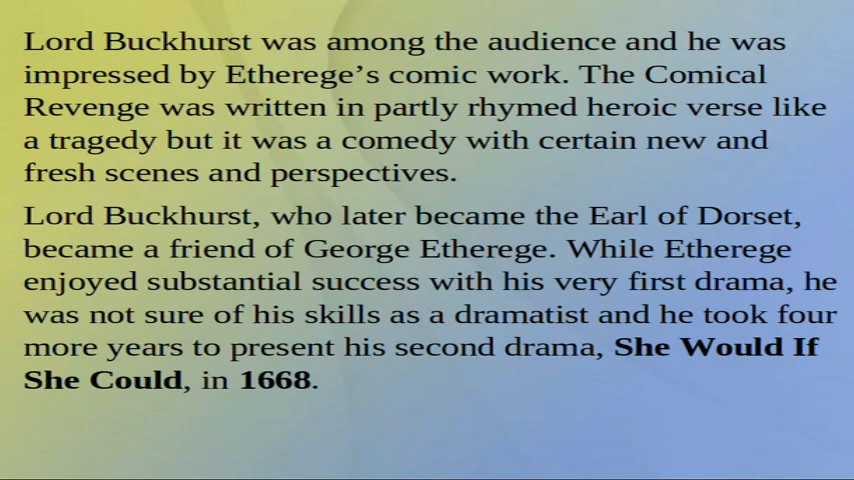 Lord Buckhurst was among the audience and he was
impressed by Etherege’s comic work. The Comical
Revenge was written in partly rhymed heroic verse like
a tragedy but it was a comedy with certain new and
fresh scenes and perspectives.
Lord Buckhurst, who later became the Earl of Dorset,
became a friend of George Etherege. While Etherege
enjoyed substantial success with his very first drama, he
was not sure of his skills as a dramatist and he took four
more years to present his second drama, She Would If
She Could, in 1668.